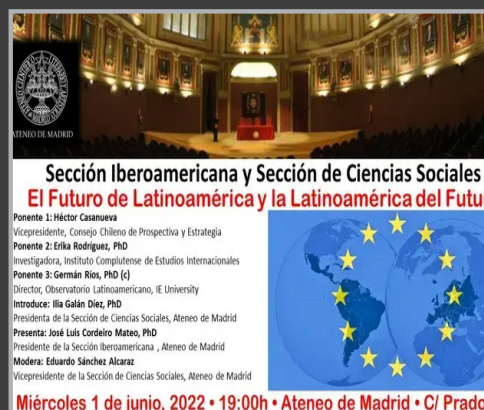 ATENEO DE MADRID
Sección Iberoamericana y Sección de Ciencias Sociales
El Futuro de Latinoamérica y la Latinoamérica del Futu
Ponente 1: Héctor Casanueva
Vicepresidente, Consejo Chileno de Prospectiva y Estrategia
Ponente 2: Erika Rodríguez, PhD
Investigadora, Instituto Complutense de Estudios Internacionales
Ponente 3: Germán Ríos, PhD (c)
Director, Observatorio Latinoamericano, IE University
Introduce: Ilia Galán Díez, PhD
Presidenta de la Sección de Ciencias Sociales, Ateneo de Madrid
Presenta: José Luis Cordeiro Mateo, PhD
Presidente de la Sección Iberoamericana , Ateneo de Madrid
Modera: Eduardo Sánchez Alcaraz
Vicepresidente de la Sección de Ciencias Sociales, Ateneo de Madrid
Miércoles 1 de junio, 2022 • 19:00h • Ateneo de Madrid • C/ Prado